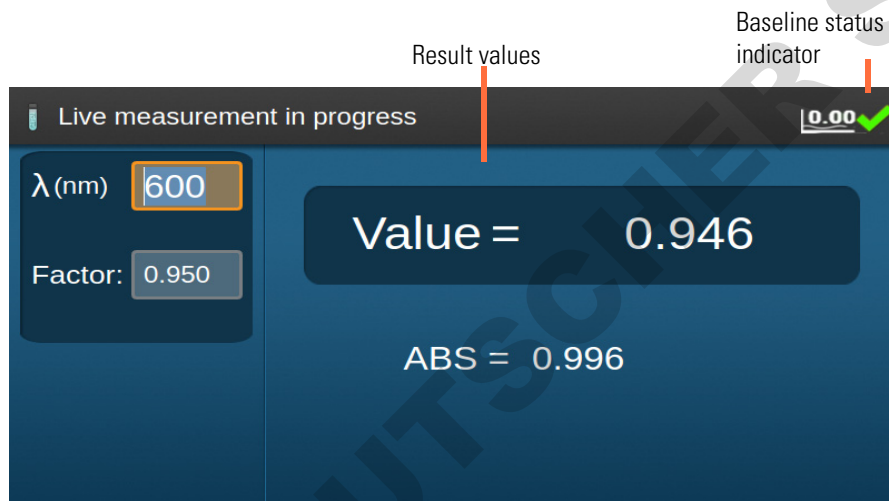 Baseline status
indicator
Result values
Live measurement in progress
0.00
λ (nm) 600
Factor: 0.950
Value = 0.946
ABS = 0.996
UTSCHER S